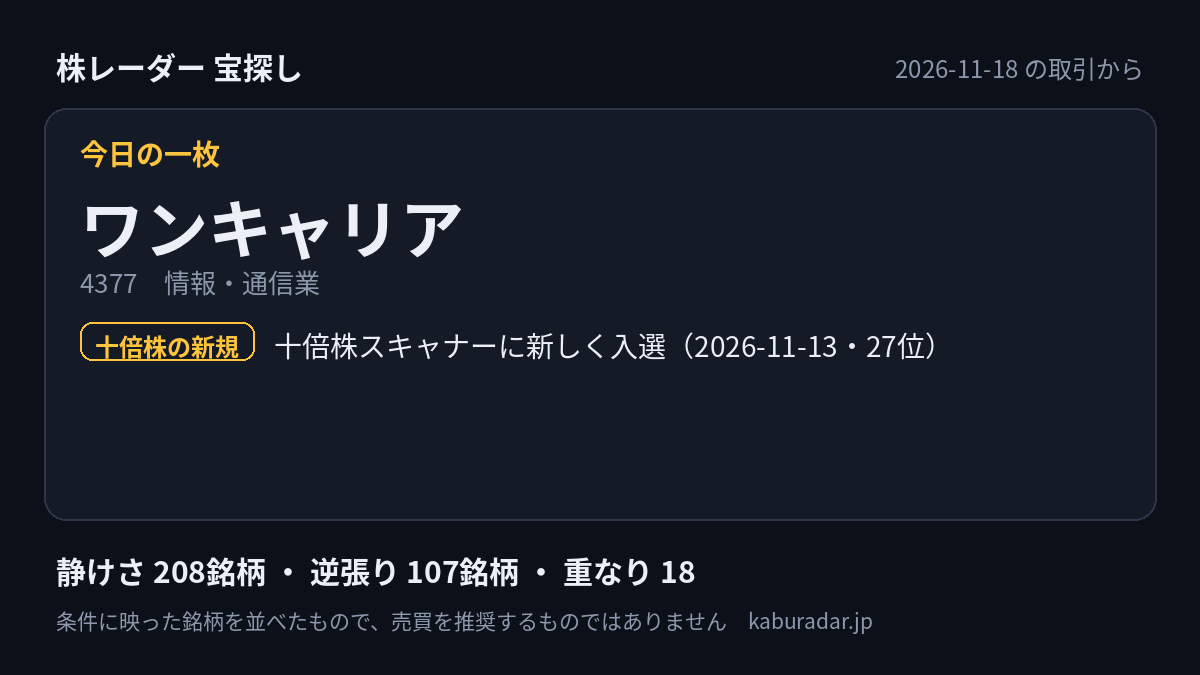 株レーダー 宝探し
2026-11-18 の取引から
今日の一枚
ワンキャリア
4377 情報・通信業
十倍株の新規 十倍株スキャナーに新しく入選（2026-11-13・27位）
静けさ 208銘柄 ・ 逆張り 107銘柄 ・ 重なり 18
条件に映った銘柄を並べたもので、売買を推奨するものではありません kaburadar.jp